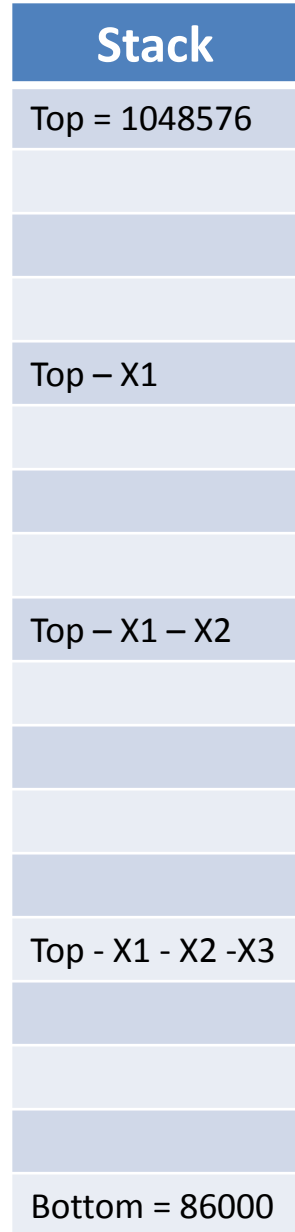 Stack
Top = 1048576
Top – X1
Top – X1 – X2
Top - X1 - X2 -X3
Bottom = 86000